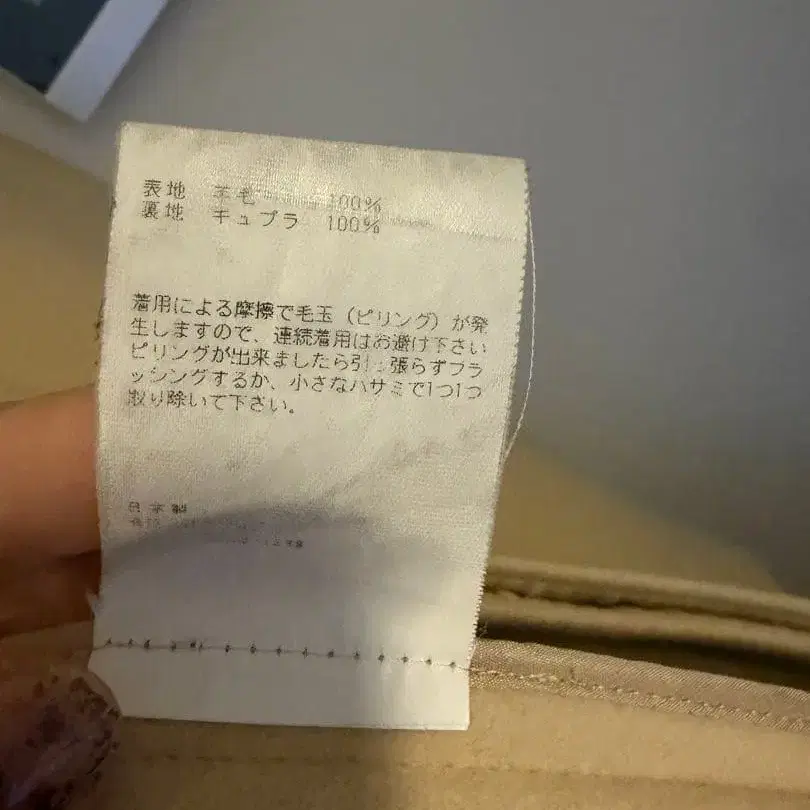 表地 羊毛 100%
裏地 キュプラ 100%
着用による摩擦で毛玉（ピリング）が発
生しますので、連続着用はお避け下さい
ピリングが出来ましたら引っ張らずブラ
ッシングするか、小さなハサミで1つ1つ
取り除いて下さい。
日本製